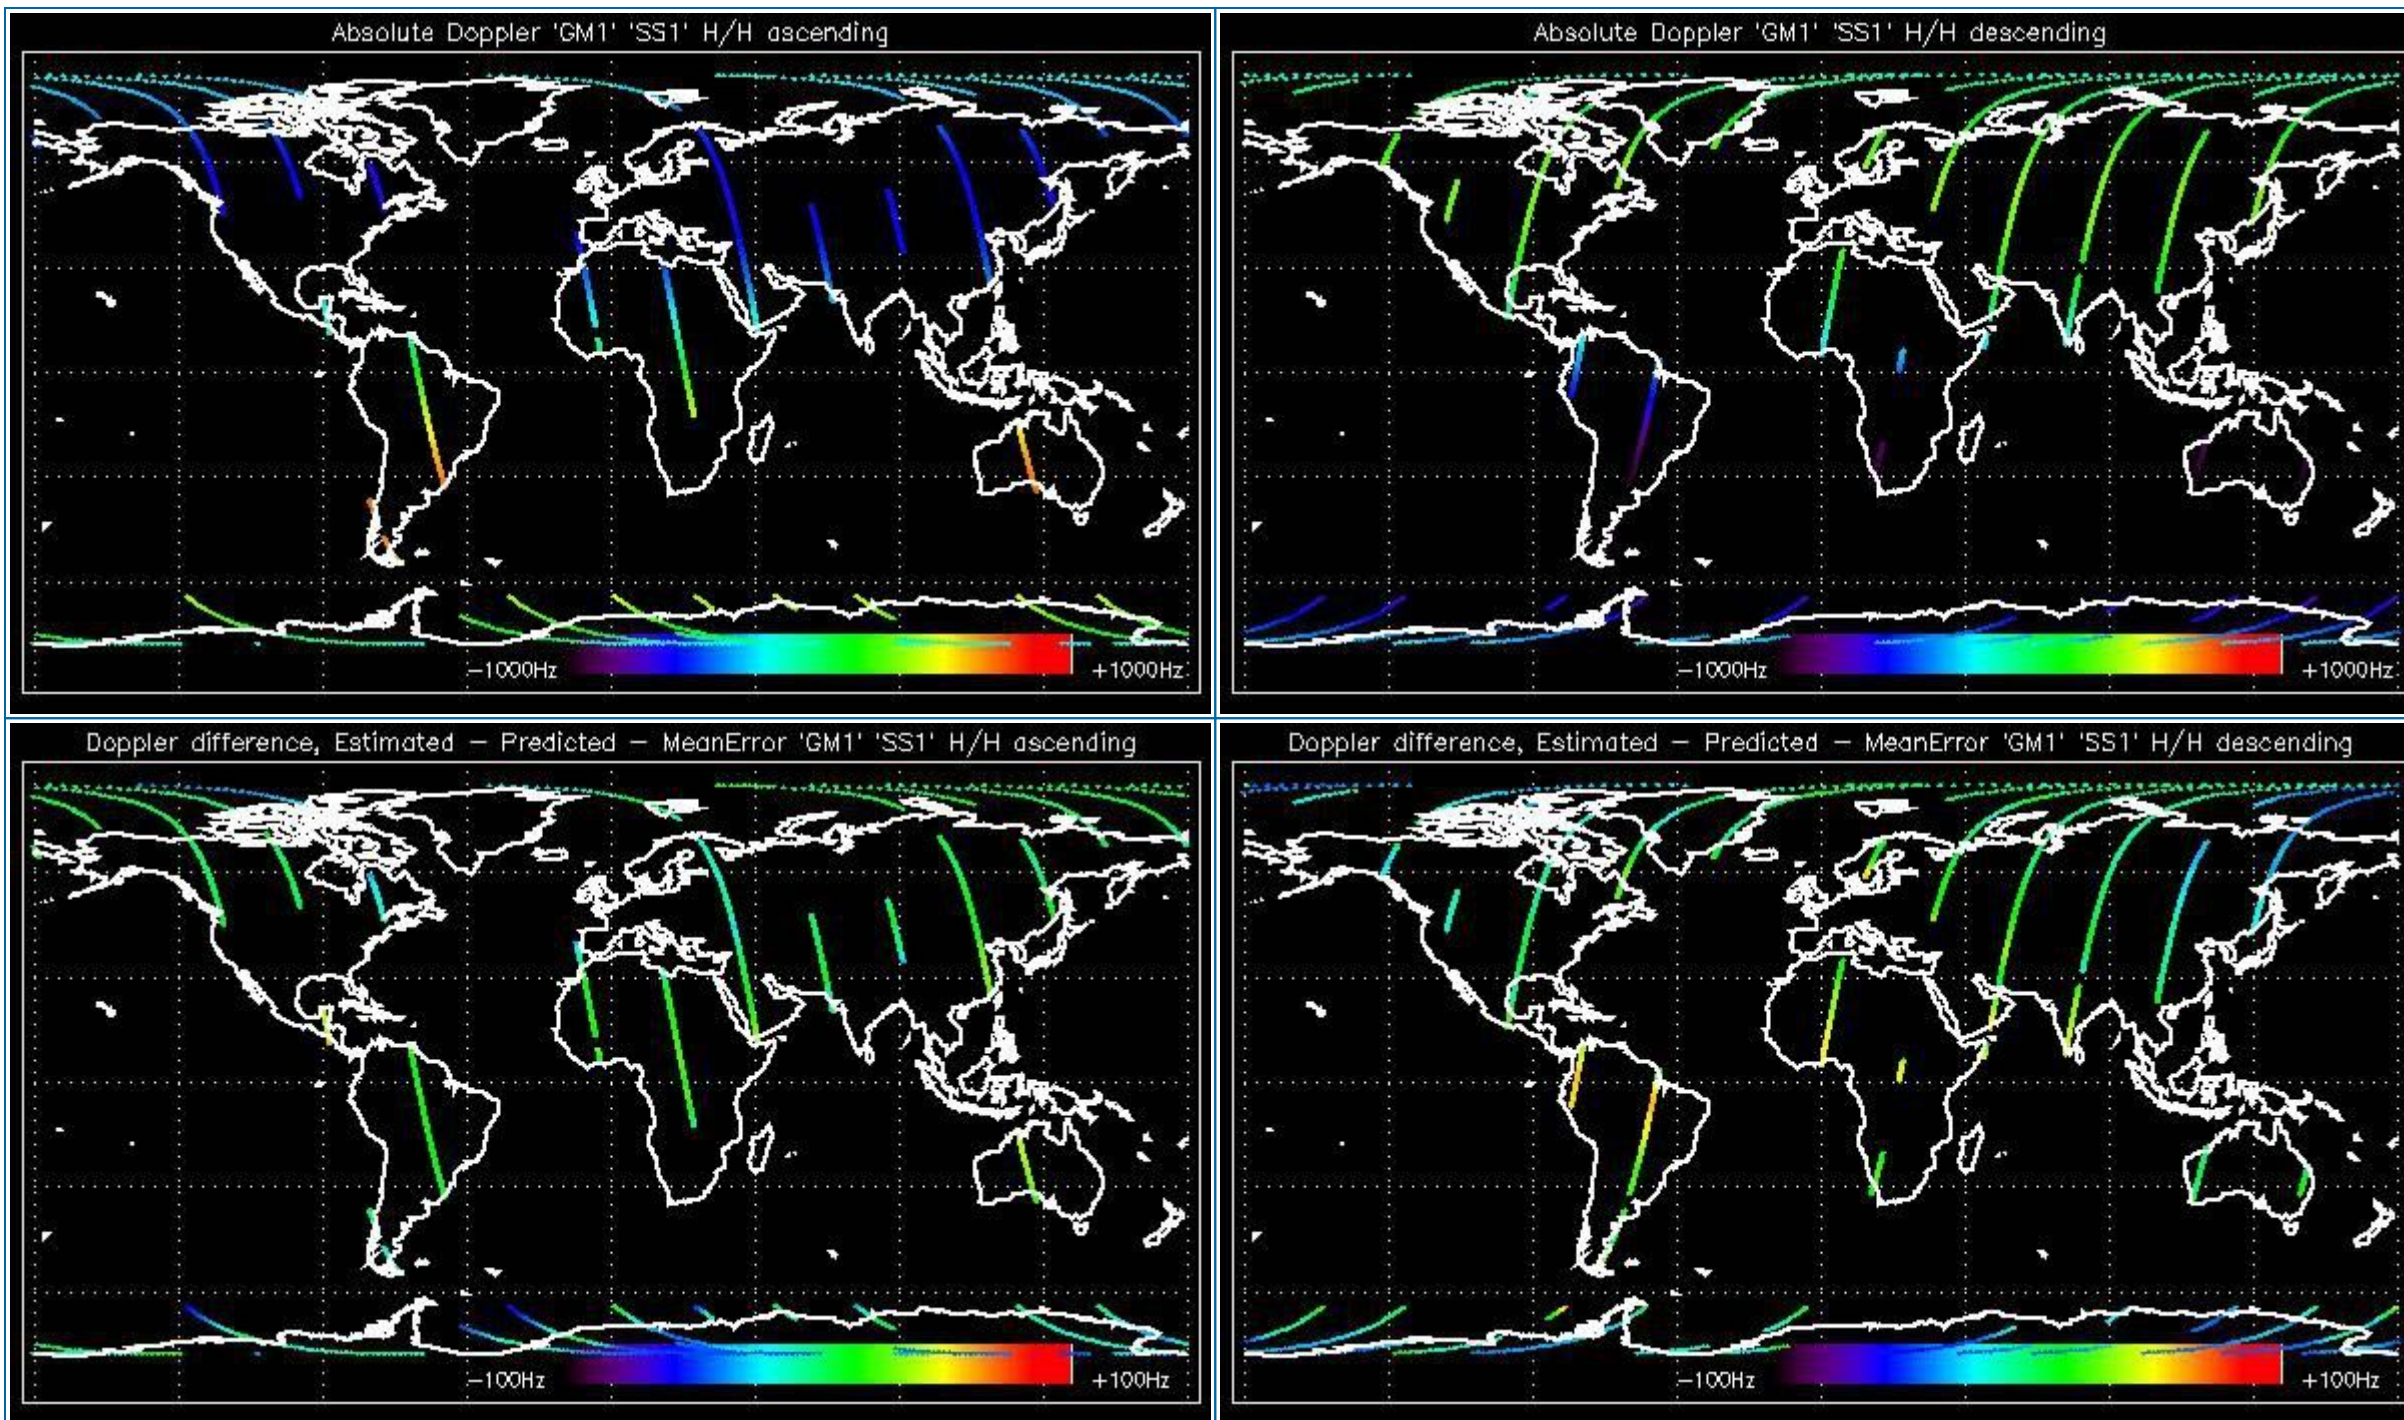 Absolute Doppler 'GM1' 'SS1' H/H ascending
-1000Hz
+1000Hz
Absolute Doppler 'GM1' 'SS1' H/H descending
-1000Hz
+1000Hz
Doppler difference, Estimated - Predicted - MeanError 'GM1' 'SS1' H/H ascending
-100Hz
+100Hz
Doppler difference, Estimated - Predicted - MeanError 'GM1' 'SS1' H/H descending
-100Hz
+100Hz